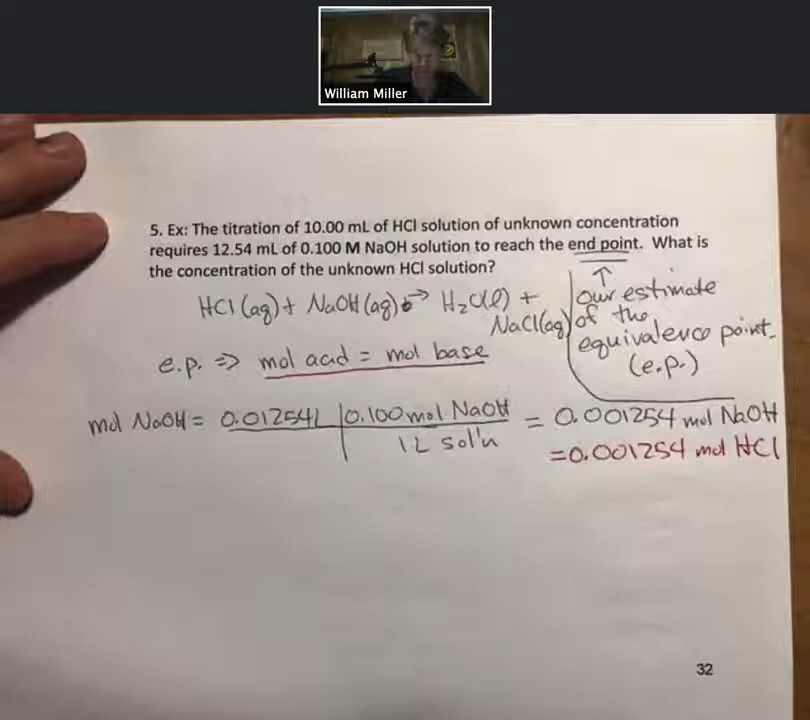 William Miller
5. Ex: The titration of 10.00 mL of HCl solution of unknown concentration
requires 12.54 mL of 0.100 M NaOH solution to reach the end point. What is
the concentration of the unknown HCl solution?
HCl (aq) + NaOH (aq) → H₂O(l) +
NaCl(aq)
↑
our estimate
of the
equivalence point.
(e.p.)
e.p. ⇒ mol acid = mol base
mol NaOH = 0.01254L | 0.100 mol NaOH = 0.001254 mol NaOH
1 L sol'n
=0.001254 mol HCl
32